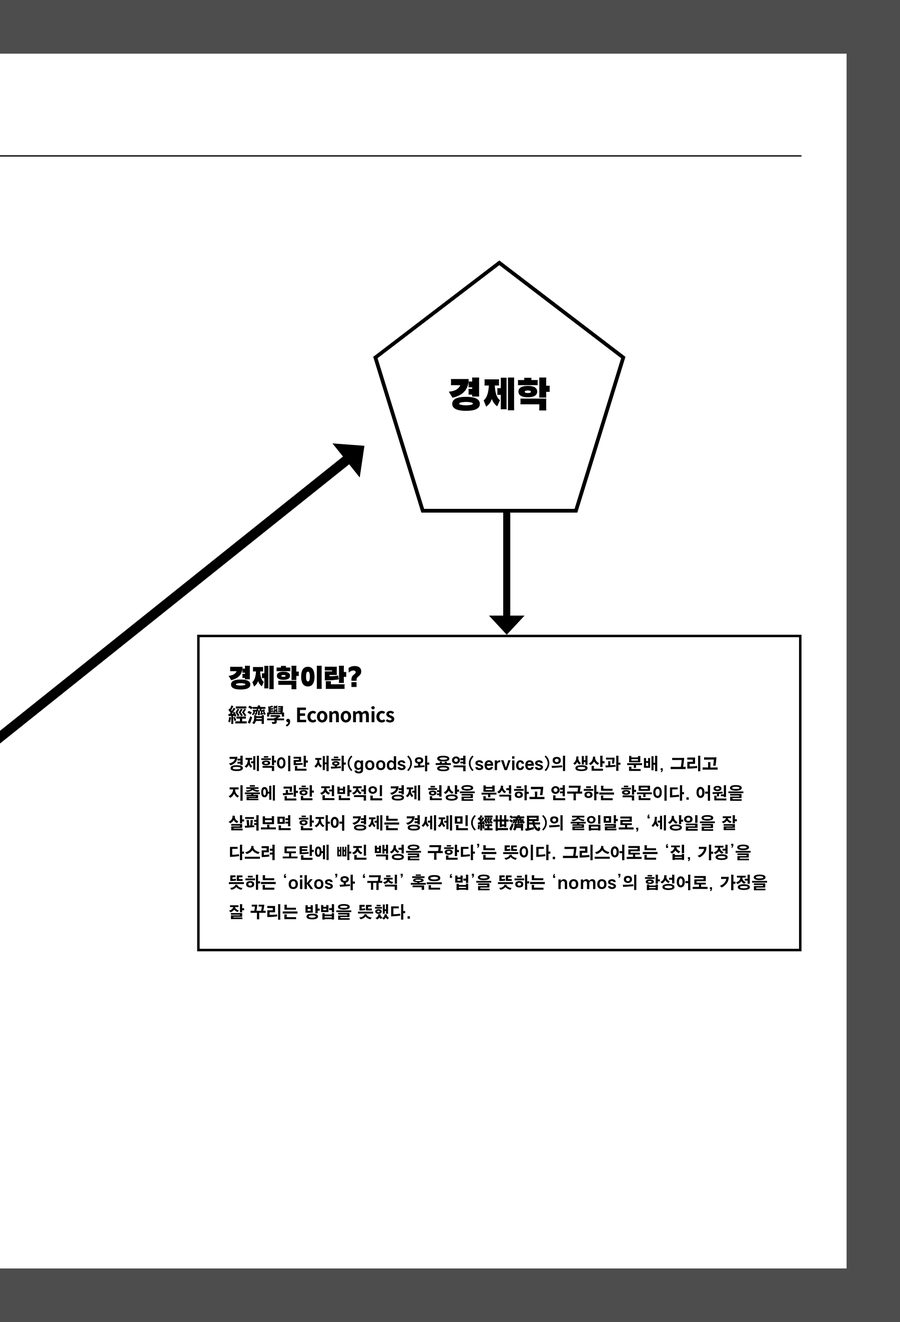 경제학
경제학이란?
經濟學, Economics
경제학이란 재화(goods)와 용역(services)의 생산과 분배, 그리고
지출에 관한 전반적인 경제 현상을 분석하고 연구하는 학문이다. 어원을
살펴보면 한자어 경제는 경세제민(經世濟民)의 줄임말로, ‘세상일을 잘
다스려 도탄에 빠진 백성을 구한다’는 뜻이다. 그리스어로는 ‘집, 가정’을
뜻하는 ‘oikos’와 ‘규칙’ 혹은 ‘법’을 뜻하는 ‘nomos’의 합성어로, 가정을
잘 꾸리는 방법을 뜻했다.